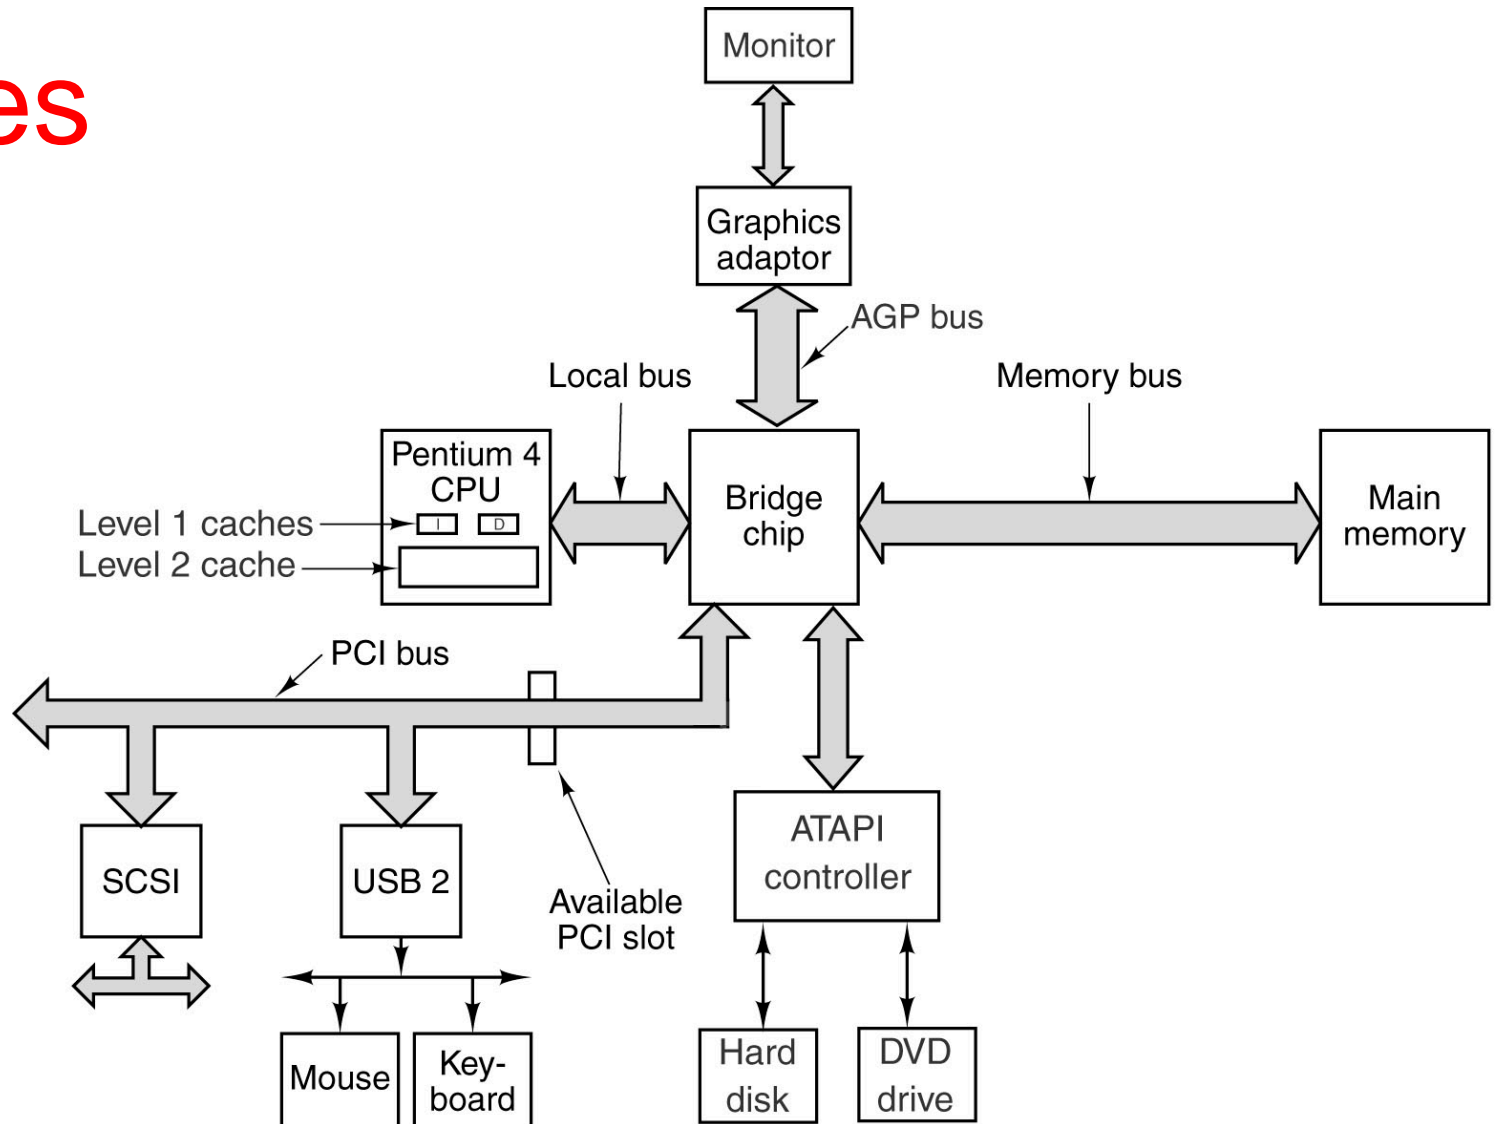 Monitor
es
Graphics
adaptor
AGP bus
Local bus
Memory bus
Pentium 4
CPU
Level 1 caches
I
D
Level 2 cache
Bridge
chip
Main
memory
PCI bus
SCSI
USB 2
Available
PCI slot
ATAPI
controller
Mouse
Key-
board
Hard
disk
DVD
drive